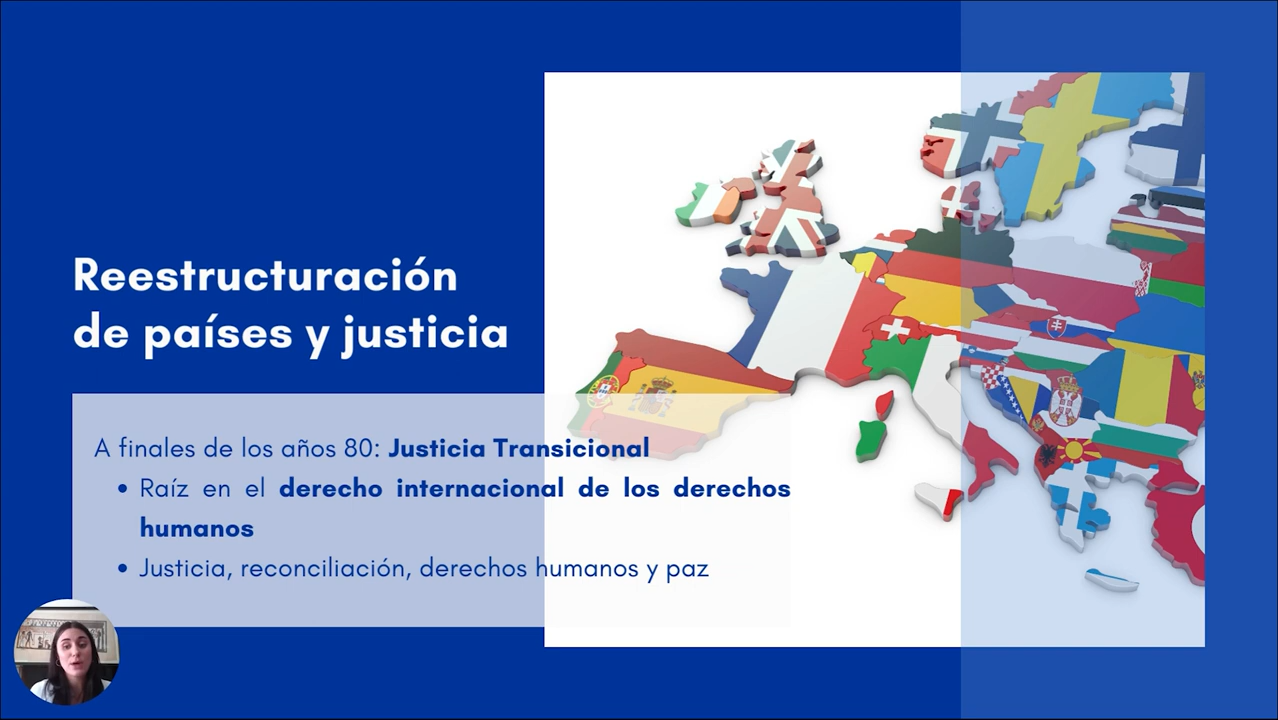 Reestructuración
de países y justicia
A finales de los años 80: Justicia Transicional
• Raíz en el derecho internacional de los derechos
humanos
• Justicia, reconciliación, derechos humanos y paz